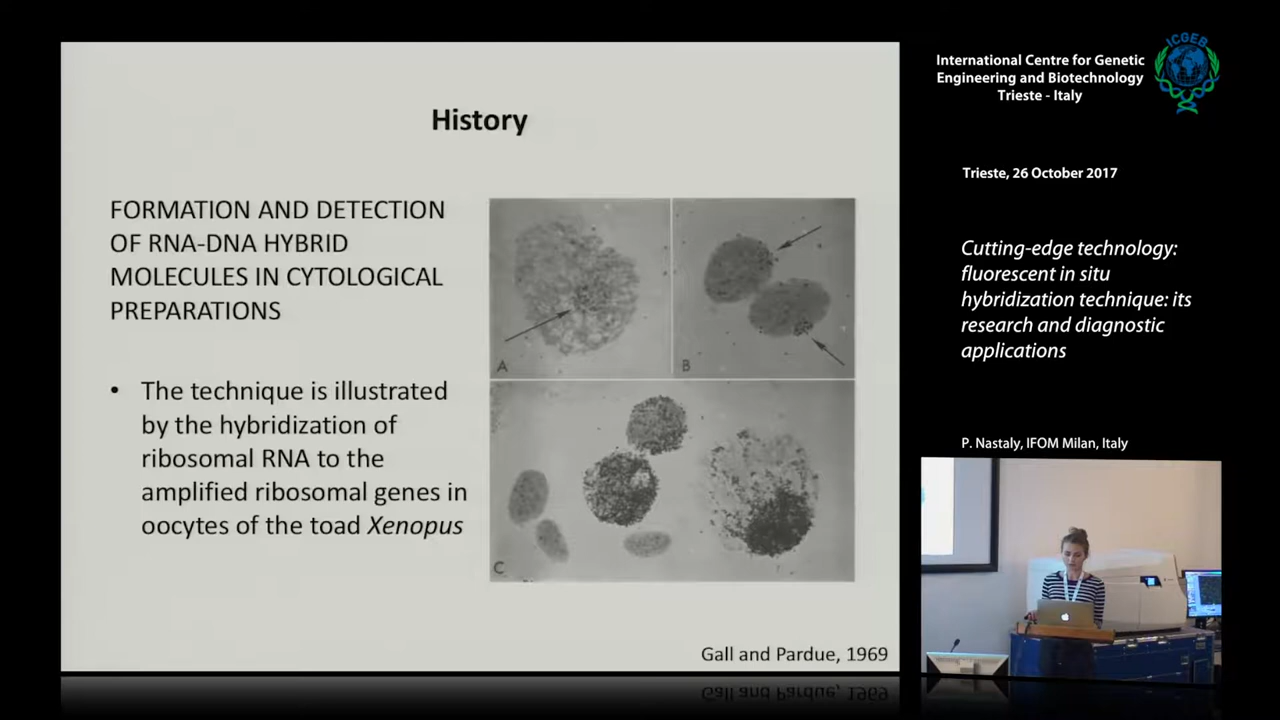 History
FORMATION AND DETECTION
OF RNA-DNA HYBRID
MOLECULES IN CYTOLOGICAL
PREPARATIONS
• The technique is illustrated
by the hybridization of
ribosomal RNA to the
amplified ribosomal genes in
oocytes of the toad Xenopus
A
B
C
Gall and Pardue, 1969
International Centre for Genetic
Engineering and Biotechnology
Trieste - Italy
ICGEB
Trieste, 26 October 2017
Cutting-edge technology:
fluorescent in situ
hybridization technique: its
research and diagnostic
applications
P. Nastaly, IFOM Milan, Italy